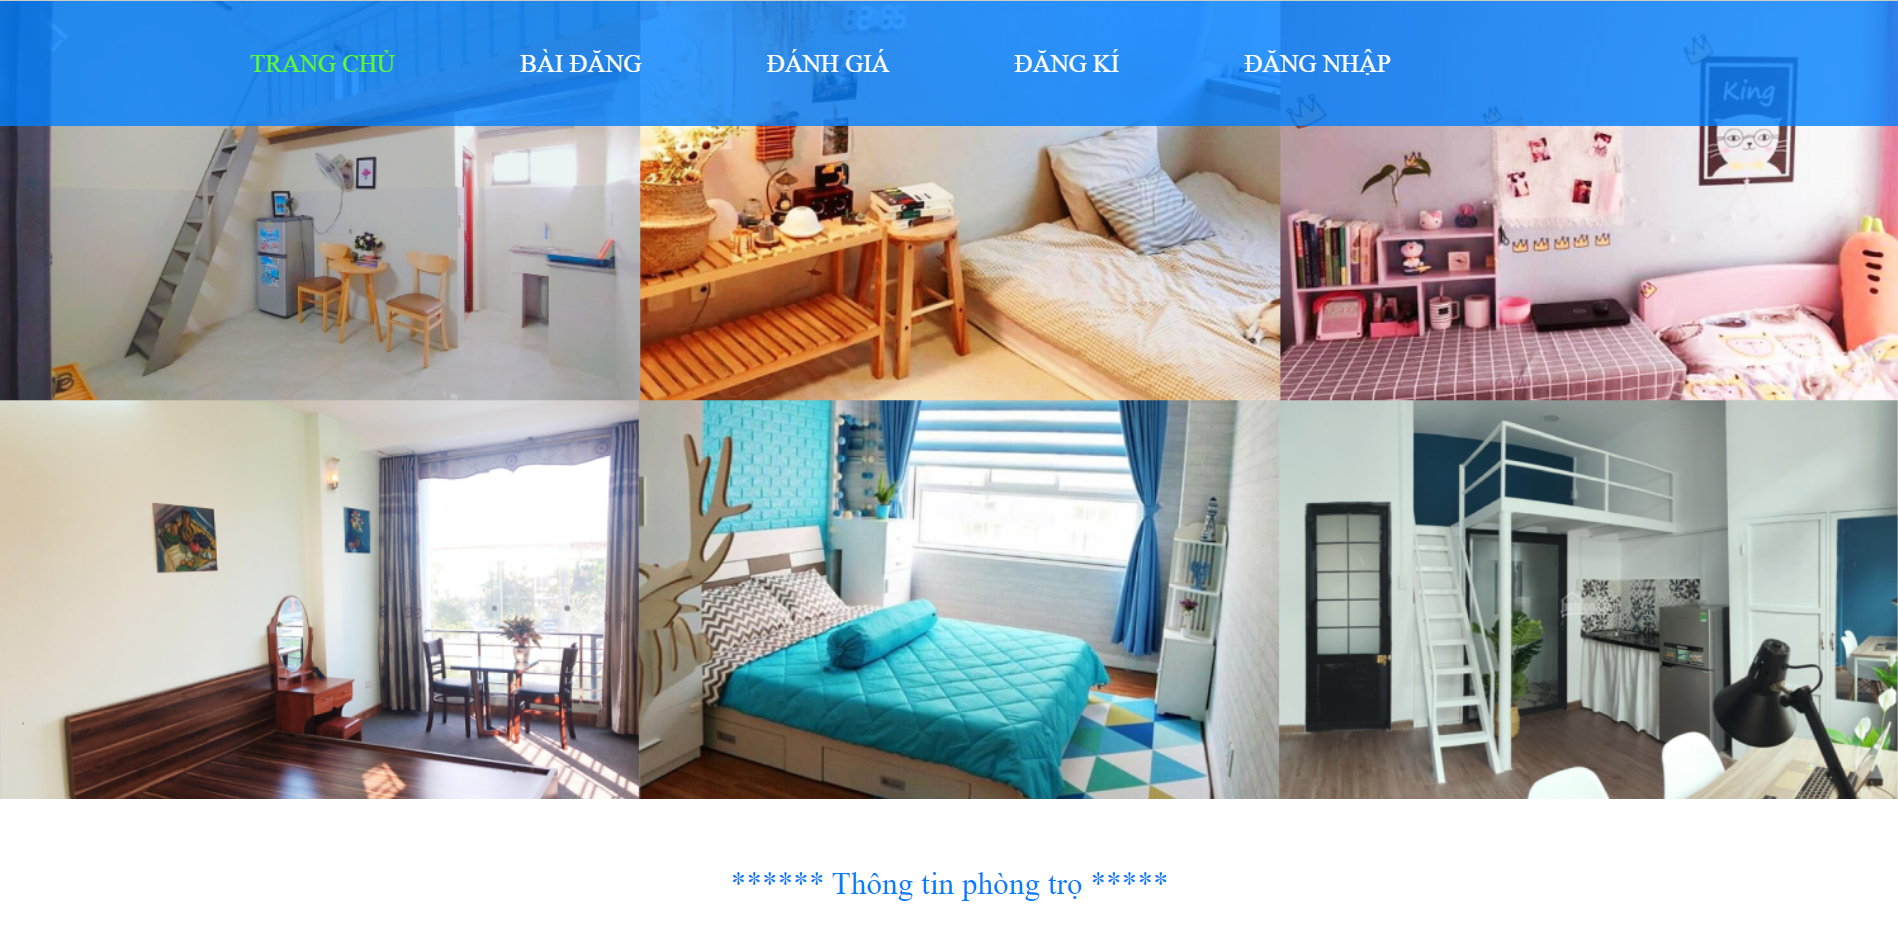 TRANG CHỦ BÀI ĐĂNG ĐÁNH GIÁ ĐĂNG KÍ ĐĂNG NHẬP
King
****** Thông tin phòng trọ *****